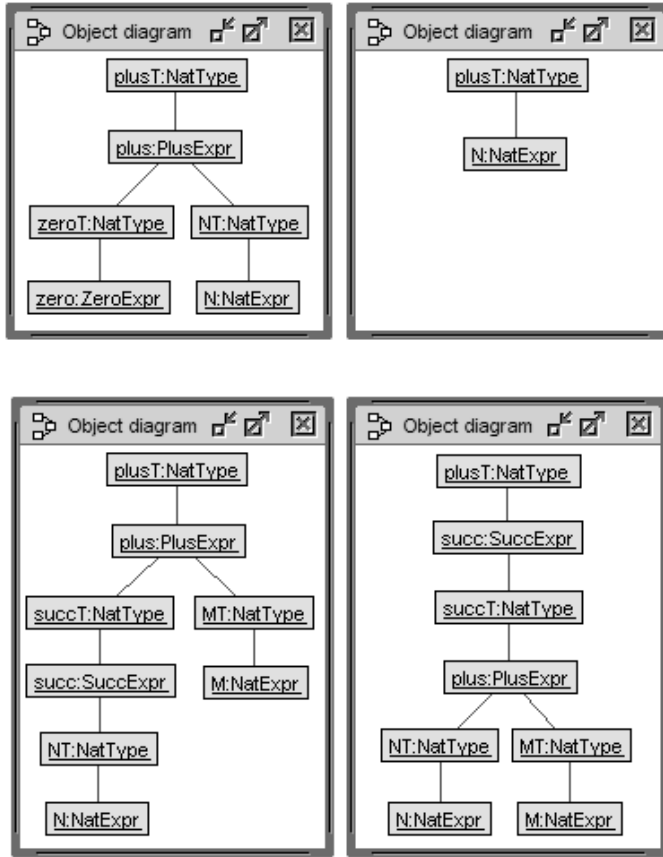 Object diagram
plusT:NatType
plus:PlusExpr
zeroT:NatType NT:NatType
zero:ZeroExpr N:NatExpr
Object diagram
plusT:NatType
N:NatExpr
Object diagram
plusT:NatType
plus:PlusExpr
succT:NatType MT:NatType
succ:SuccExpr M:NatExpr
NT:NatType
N:NatExpr
Object diagram
plusT:NatType
succ:SuccExpr
succT:NatType
plus:PlusExpr
NT:NatType MT:NatType
N:NatExpr M:NatExpr